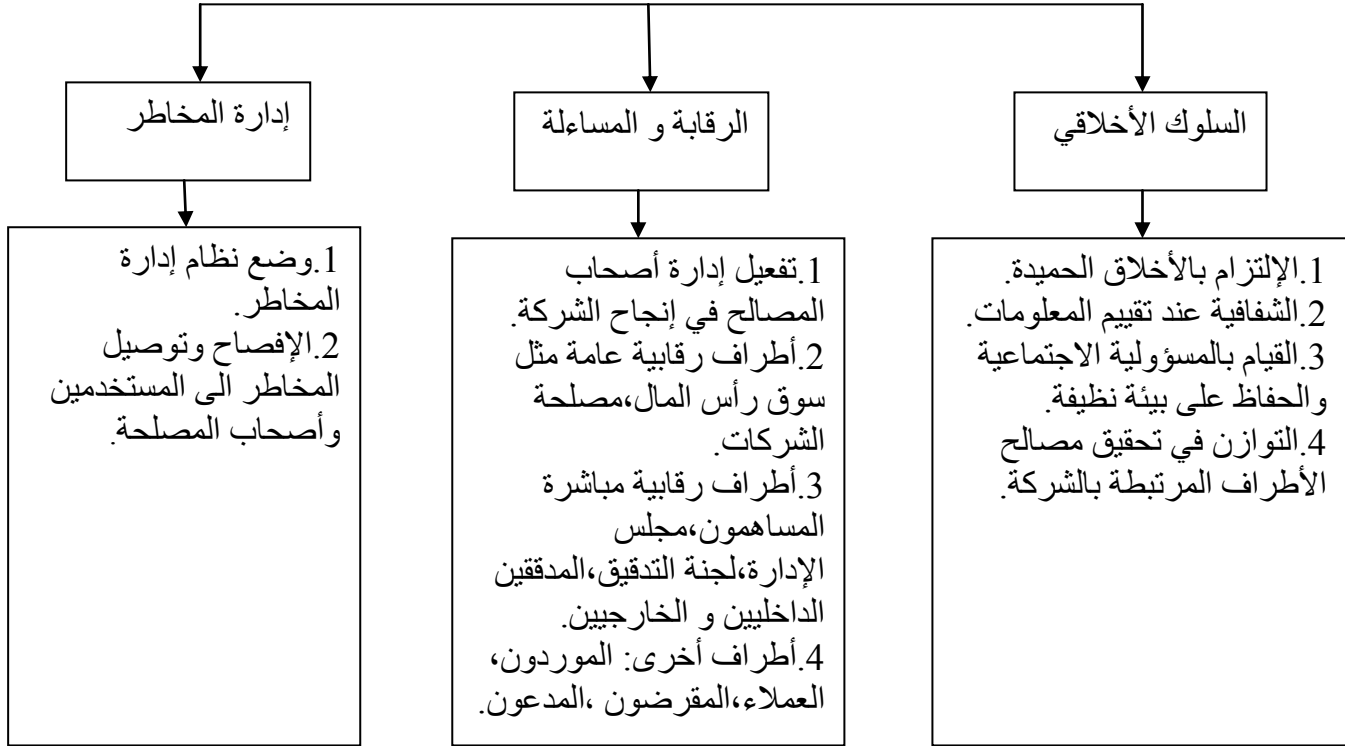 السلوك الأخلاقي
1.الإلتزام بالأخلاق الحميدة.
2.الشفافية عند تقييم المعلومات.
3.القيام بالمسؤولية الاجتماعية
والحفاظ على بيئة نظيفة.
4.التوازن في تحقيق مصالح
الأطراف المرتبطة بالشركة.
الرقابة و المساءلة
1.تفعيل إدارة أصحاب
المصالح في إنجاح الشركة.
2.أطراف رقابية عامة مثل
سوق رأس المال،مصلحة
الشركات.
3.أطراف رقابية مباشرة
المساهمون،مجلس
الإدارة،لجنة التدقيق،المدققين
الداخليين و الخارجيين.
4.أطراف أخرى: الموردون،
العملاء،المقرضون ،المدعون.
إدارة المخاطر
1.وضع نظام إدارة
المخاطر.
2.الإفصاح وتوصيل
المخاطر الى المستخدمين
وأصحاب المصلحة.